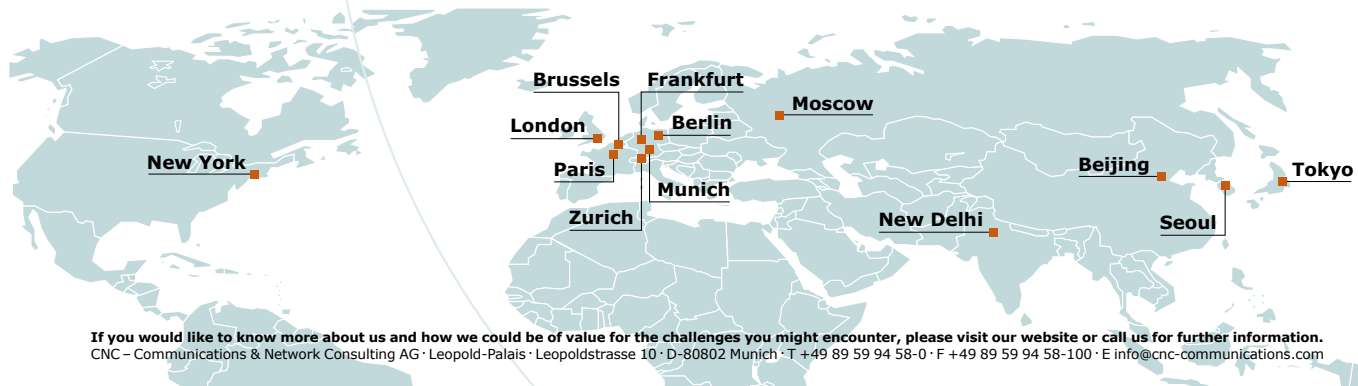 Brussels
Frankfurt
Moscow
London
Berlin
New York
Paris
Munich
Zurich
Beijing
Tokyo
New Delhi
Seoul
If you would like to know more about us and how we could be of value for the challenges you might encounter, please visit our website or call us for further information.
CNC – Communications & Network Consulting AG · Leopold-Palais · Leopoldstrasse 10 · D-80802 Munich · T +49 89 59 94 58-0 · F +49 89 59 94 58-100 · E info@cnc-communications.com